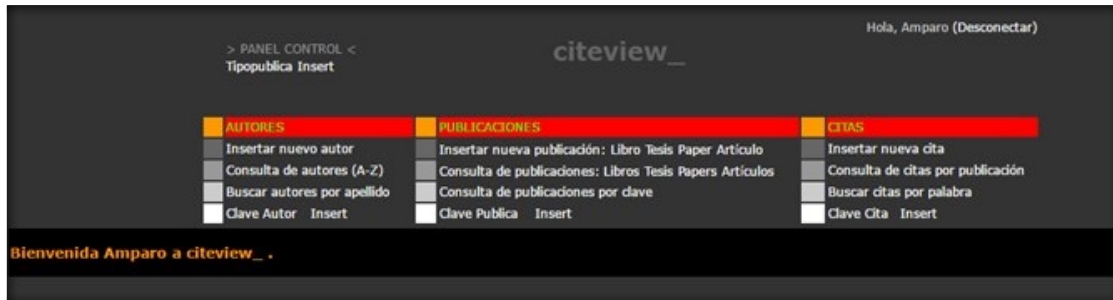 Hola, Amparo (Desconectar)
> PANEL CONTROL <
citeview_
Tipopublica Insert
AUTORES
Insertar nuevo autor
Consulta de autores (A-Z)
Buscar autores por apellido
Clave Autor Insert
PUBLICACIONES
Insertar nueva publicación: Libro Tesis Paper Artículo
Consulta de publicaciones: Libros Tesis Papers Artículos
Consulta de publicaciones por clave
Clave Publica Insert
CITAS
Insertar nueva cita
Consulta de citas por publicación
Buscar citas por palabra
Clave Cita Insert
Bienvenida Amparo a citeview_ .